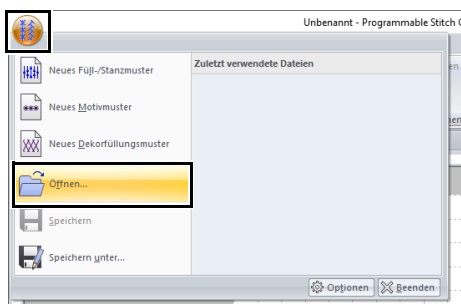 Unbenannt - Programmable Stitch
Neues Füll-/Stanzmuster
Zuletzt verwendete Dateien
en
Neues Motivmuster
Neues Dekorfüllungsmuster
Öffnen...
Speichern
Speichern unter...
Optionen
Beenden